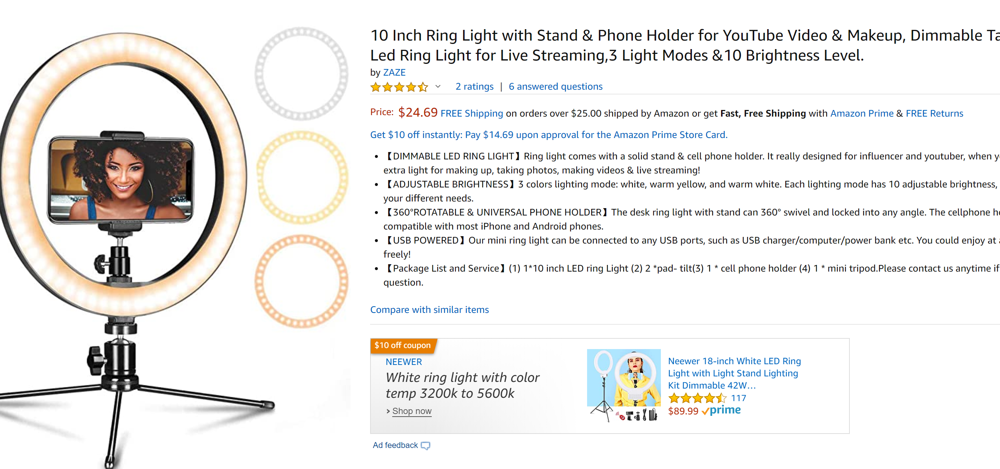 10 Inch Ring Light with Stand & Phone Holder for YouTube Video & Makeup, Dimmable
Led Ring Light for Live Streaming,3 Light Modes &10 Brightness Level.
by ZAZE
2 ratings | 6 answered questions
Price: $24.69 FREE Shipping on orders over $25.00 shipped by Amazon or get Fast, Free Shipping with Amazon Prime & FREE Returns
Get $10 off instantly: Pay $14.69 upon approval for the Amazon Prime Store Card.
• 【DIMMABLE LED RING LIGHT】Ring light comes with a solid stand & cell phone holder. It really designed for influencer and youtuber, when
extra light for making up, taking photos, making videos & live streaming!
• 【ADJUSTABLE BRIGHTNESS】3 colors lighting mode: white, warm yellow, and warm white. Each lighting mode has 10 adjustable brightness,
your different needs.
• 【360°ROTATABLE & UNIVERSAL PHONE HOLDER】The desk ring light with stand can 360° swivel and locked into any angle. The cellphone
compatible with most iPhone and Android phones.
• 【USB POWERED】Our mini ring light can be connected to any USB ports, such as USB charger/computer/power bank etc. You could enjoy at
freely!
• 【Package List and Service】(1) 1*10 inch LED ring Light (2) 2 *pad- tilt(3) 1 * cell phone holder (4) 1 * mini tripod.Please contact us anytime if
question.
Compare with similar items
$10 off coupon
NEEWER
White ring light with color
temp 3200k to 5600k
› Shop now
Neewer 18-inch White LED Ring
Light with Light Stand Lighting
Kit Dimmable 42W…
117
$89.99 prime
Ad feedback